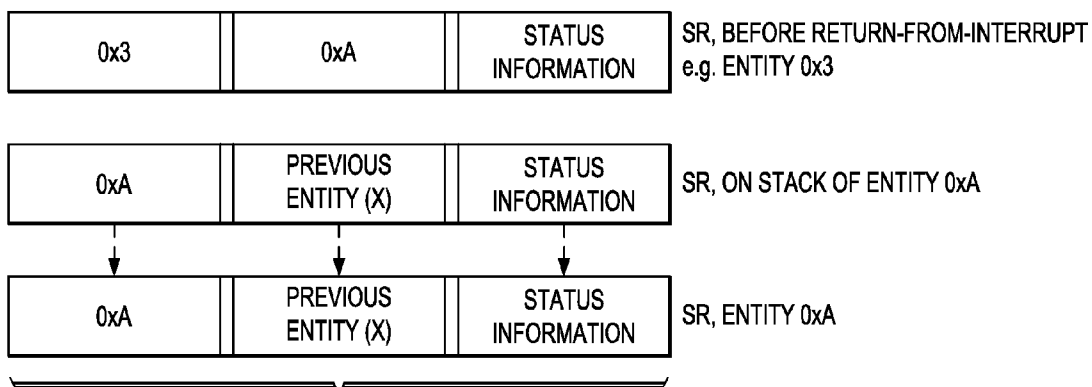 0x3
0xA
STATUS
INFORMATION
SR, BEFORE RETURN-FROM-INTERRUPT
e.g. ENTITY 0x3
0xA
PREVIOUS
ENTITY (X)
STATUS
INFORMATION
SR, ON STACK OF ENTITY 0xA
0xA
PREVIOUS
ENTITY (X)
STATUS
INFORMATION
SR, ENTITY 0xA